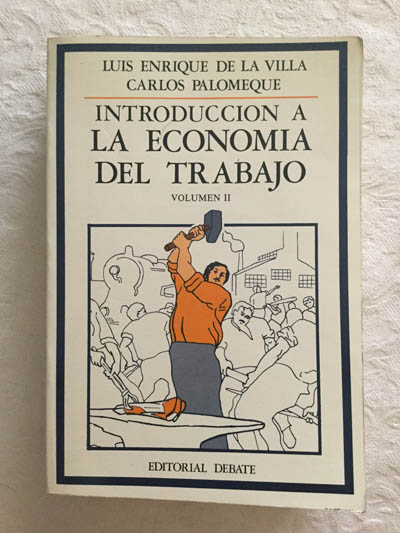 LUIS ENRIQUE DE LA VILLA
CARLOS PALOMEQUE
INTRODUCCION A
LA ECONOMIA
DEL TRABAJO
VOLUMEN II
EDITORIAL DEBATE